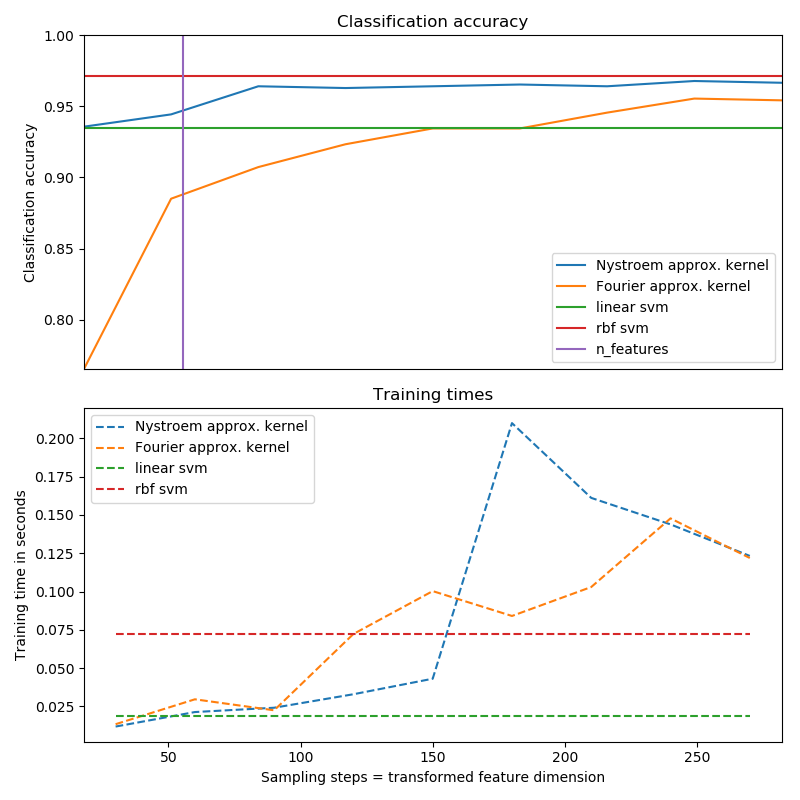 Classification accuracy
1.00
0.95
0.90
0.85
0.80
Classification accuracy
Nystroem approx. kernel
Fourier approx. kernel
linear svm
rbf svm
n_features
Training times
0.200
0.175
0.150
0.125
0.100
0.075
0.050
0.025
Training time in seconds
Nystroem approx. kernel
Fourier approx. kernel
linear svm
rbf svm
50 100 150 200 250
Sampling steps = transformed feature dimension